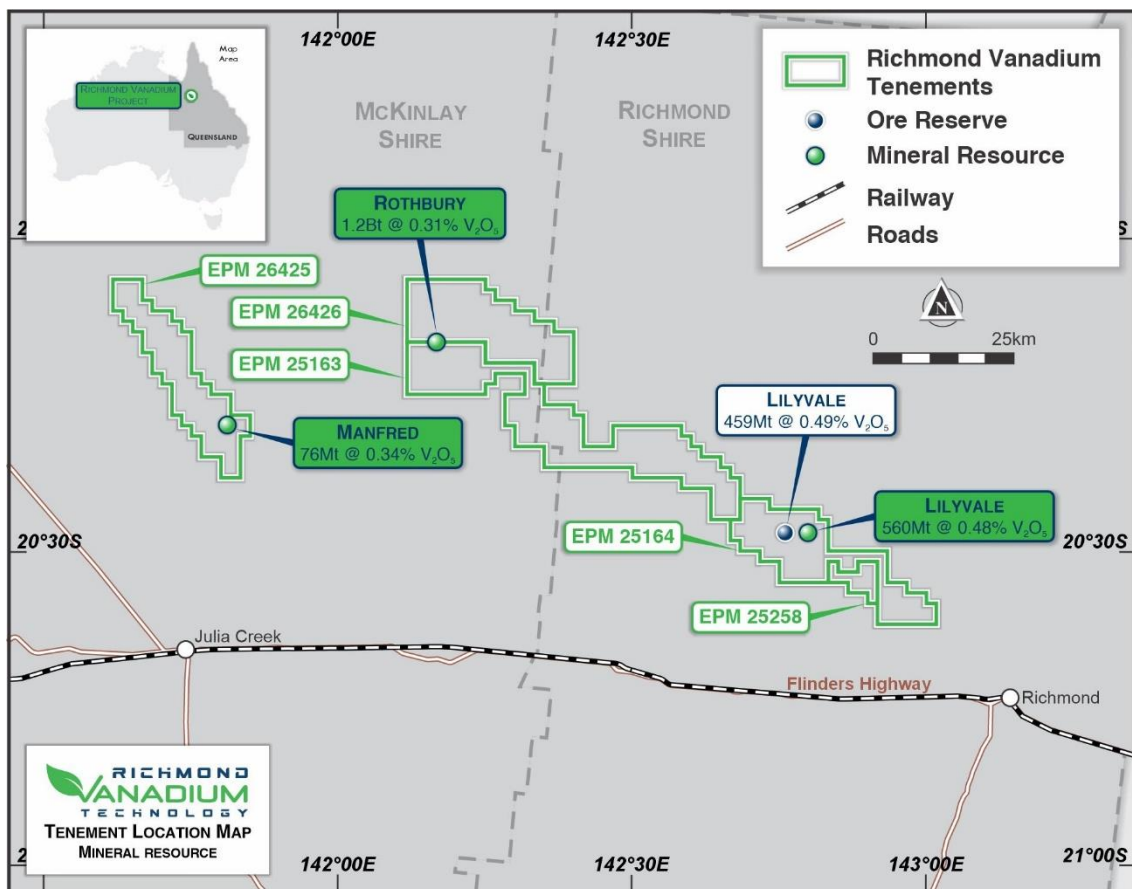 142°00E
142°30E
Map
Area
RICHMOND VANADIUM
PROJECT
QUEENSLAND
MCKINLAY
SHIRE
RICHMOND
SHIRE
Richmond Vanadium
Tenements
Ore Reserve
Mineral Resource
Railway
Roads
N
0 25km
ROTHBURY
1.2Bt @ 0.31% V₂O₅
EPM 26425
EPM 26426
EPM 25163
MANFRED
76Mt @ 0.34% V₂O₅
LILYVALE
459Mt @ 0.49% V₂O₅
LILYVALE
560Mt @ 0.48% V₂O₅
20°30S
20°30S
EPM 25164
EPM 25258
Julia Creek
Flinders Highway
Richmond
RICHMOND
VANADIUM
TECHNOLOGY
TENEMENT LOCATION MAP
MINERAL RESOURCE
142°00E
142°30E
143°00E
21°00S